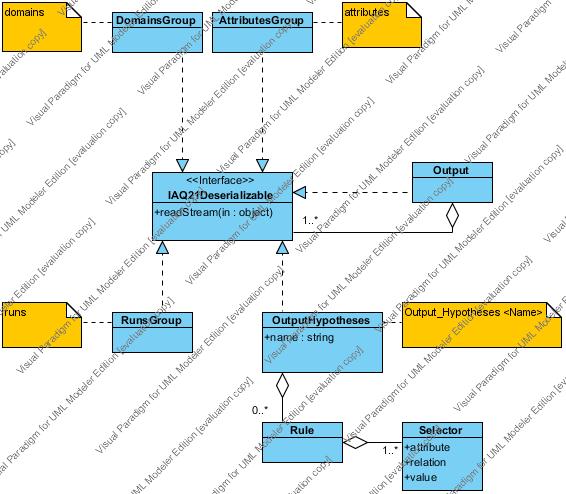 domains
DomainsGroup
AttributesGroup
attributes
<<Interface>>
IAQ21Deserializable
+readStream(in : object)
Output
1..*
runs
RunsGroup
OutputHypotheses
+name : string
Output_Hypotheses <Name>
0..*
Rule
1..*
Selector
+attribute
+relation
+value
Visual Paradigm for UML Modeler Edition [evaluation copy]